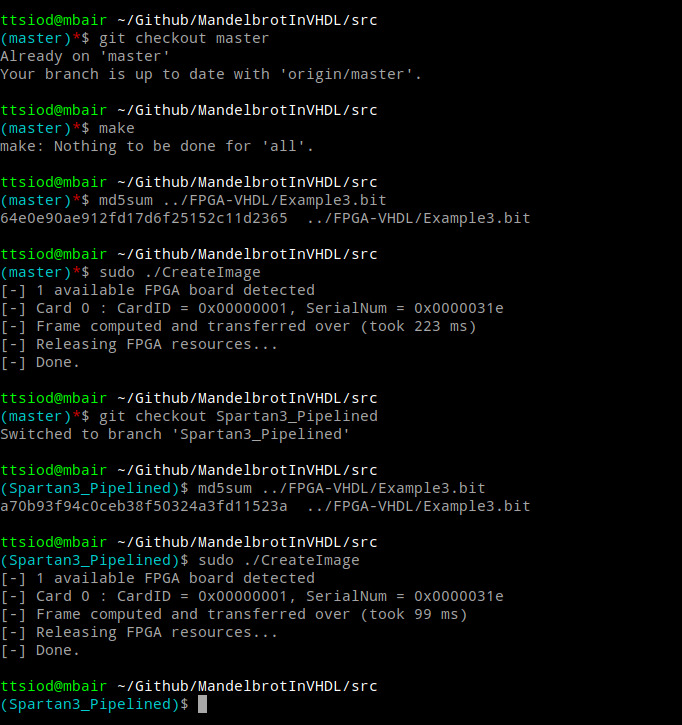 ttsiod@mbair ~/Github/MandelbrotInVHDL/src
(master)*$ git checkout master
Already on 'master'
Your branch is up to date with 'origin/master'.
ttsiod@mbair ~/Github/MandelbrotInVHDL/src
(master)*$ make
make: Nothing to be done for 'all'.
ttsiod@mbair ~/Github/MandelbrotInVHDL/src
(master)*$ md5sum ../FPGA-VHDL/Example3.bit
64e0e90ae912fd17d6f25152c11d2365  ../FPGA-VHDL/Example3.bit
ttsiod@mbair ~/Github/MandelbrotInVHDL/src
(master)*$ sudo ./CreateImage
[-] 1 available FPGA board detected
[-] Card 0 : CardID = 0x00000001, SerialNum = 0x0000031e
[-] Frame computed and transferred over (took 223 ms)
[-] Releasing FPGA resources...
[-] Done.
ttsiod@mbair ~/Github/MandelbrotInVHDL/src
(master)*$ git checkout Spartan3_Pipelined
Switched to branch 'Spartan3_Pipelined'
ttsiod@mbair ~/Github/MandelbrotInVHDL/src
(Spartan3_Pipelined)$ md5sum ../FPGA-VHDL/Example3.bit
a70b93f94c0ceb38f50324a3fd11523a  ../FPGA-VHDL/Example3.bit
ttsiod@mbair ~/Github/MandelbrotInVHDL/src
(Spartan3_Pipelined)$ sudo ./CreateImage
[-] 1 available FPGA board detected
[-] Card 0 : CardID = 0x00000001, SerialNum = 0x0000031e
[-] Frame computed and transferred over (took 99 ms)
[-] Releasing FPGA resources...
[-] Done.
ttsiod@mbair ~/Github/MandelbrotInVHDL/src
(Spartan3_Pipelined)$